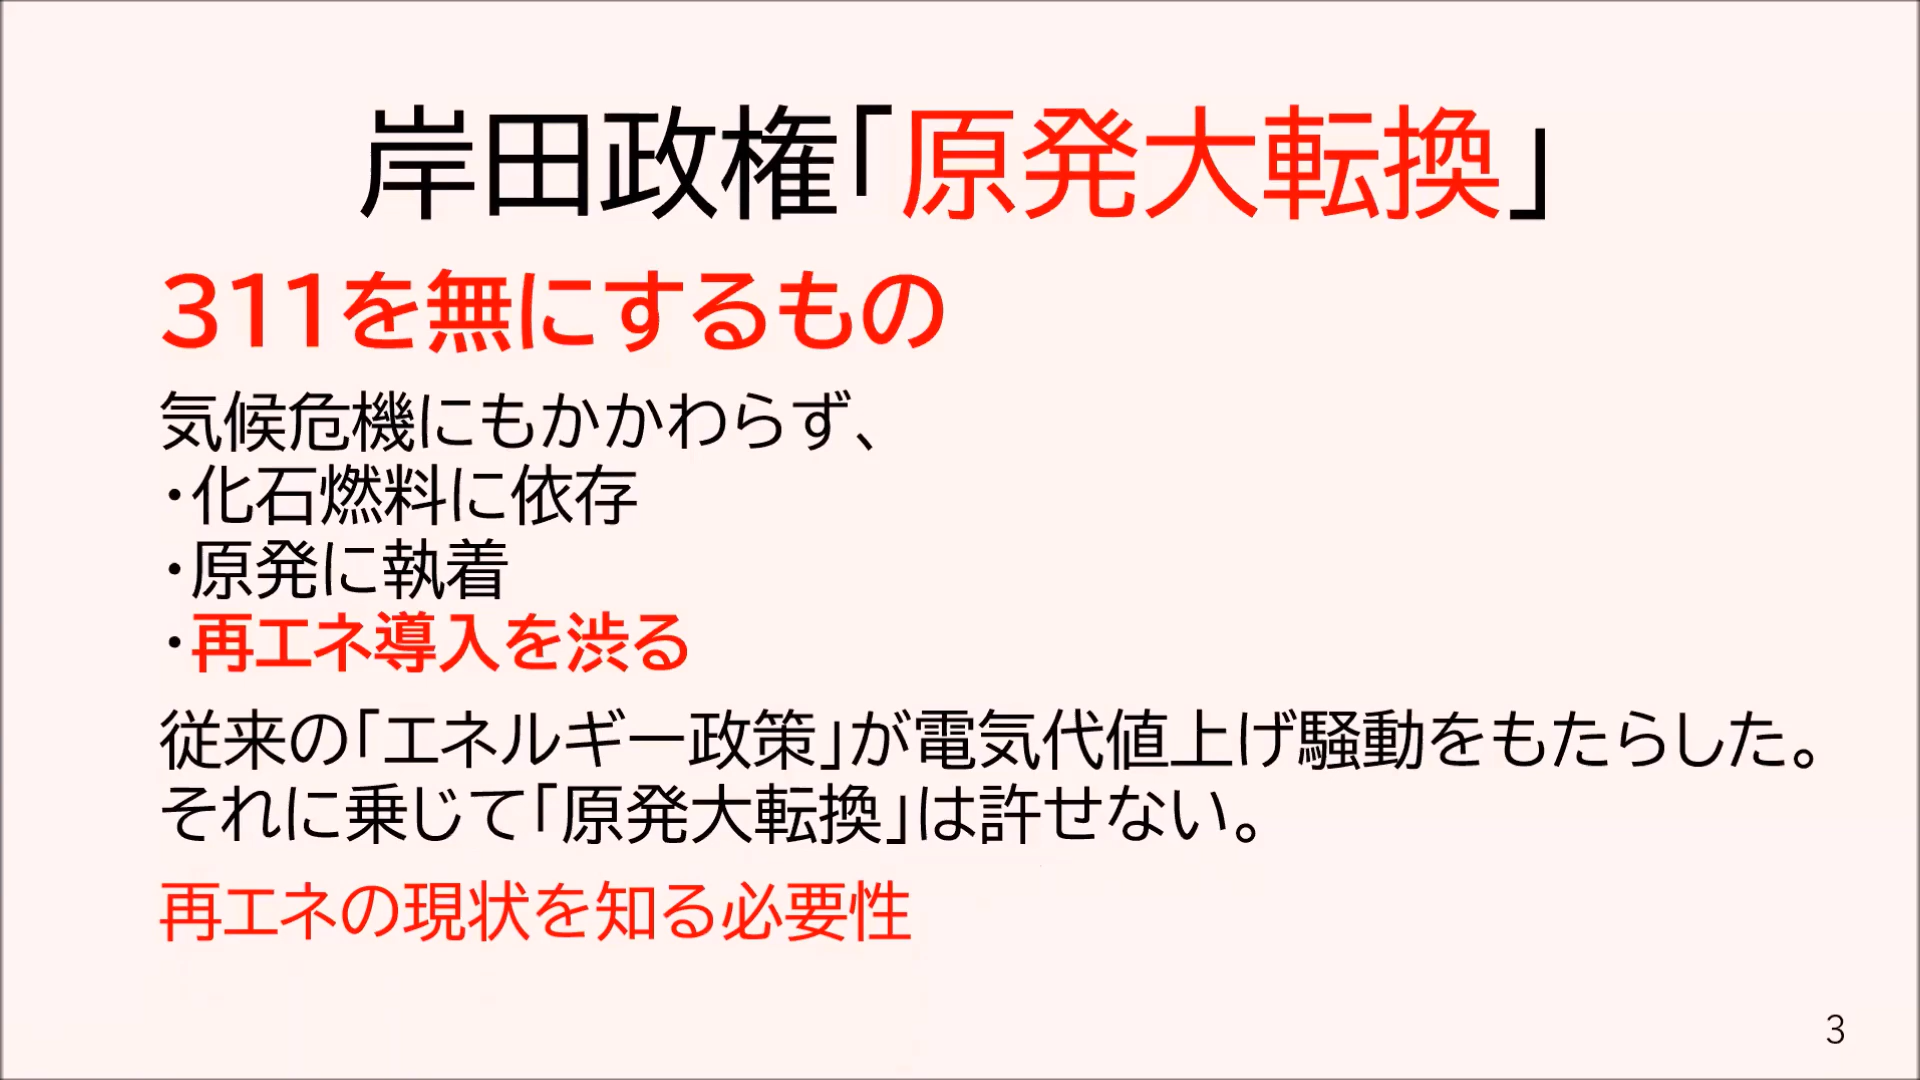 岸田政権「原発大転換」
311を無にするもの
気候危機にもかかわらず、
・化石燃料に依存
・原発に執着
・再エネ導入を渋る
従来の「エネルギー政策」が電気代値上げ騒動をもたらした。
それに乗じて「原発大転換」は許せない。
再エネの現状を知る必要性
3